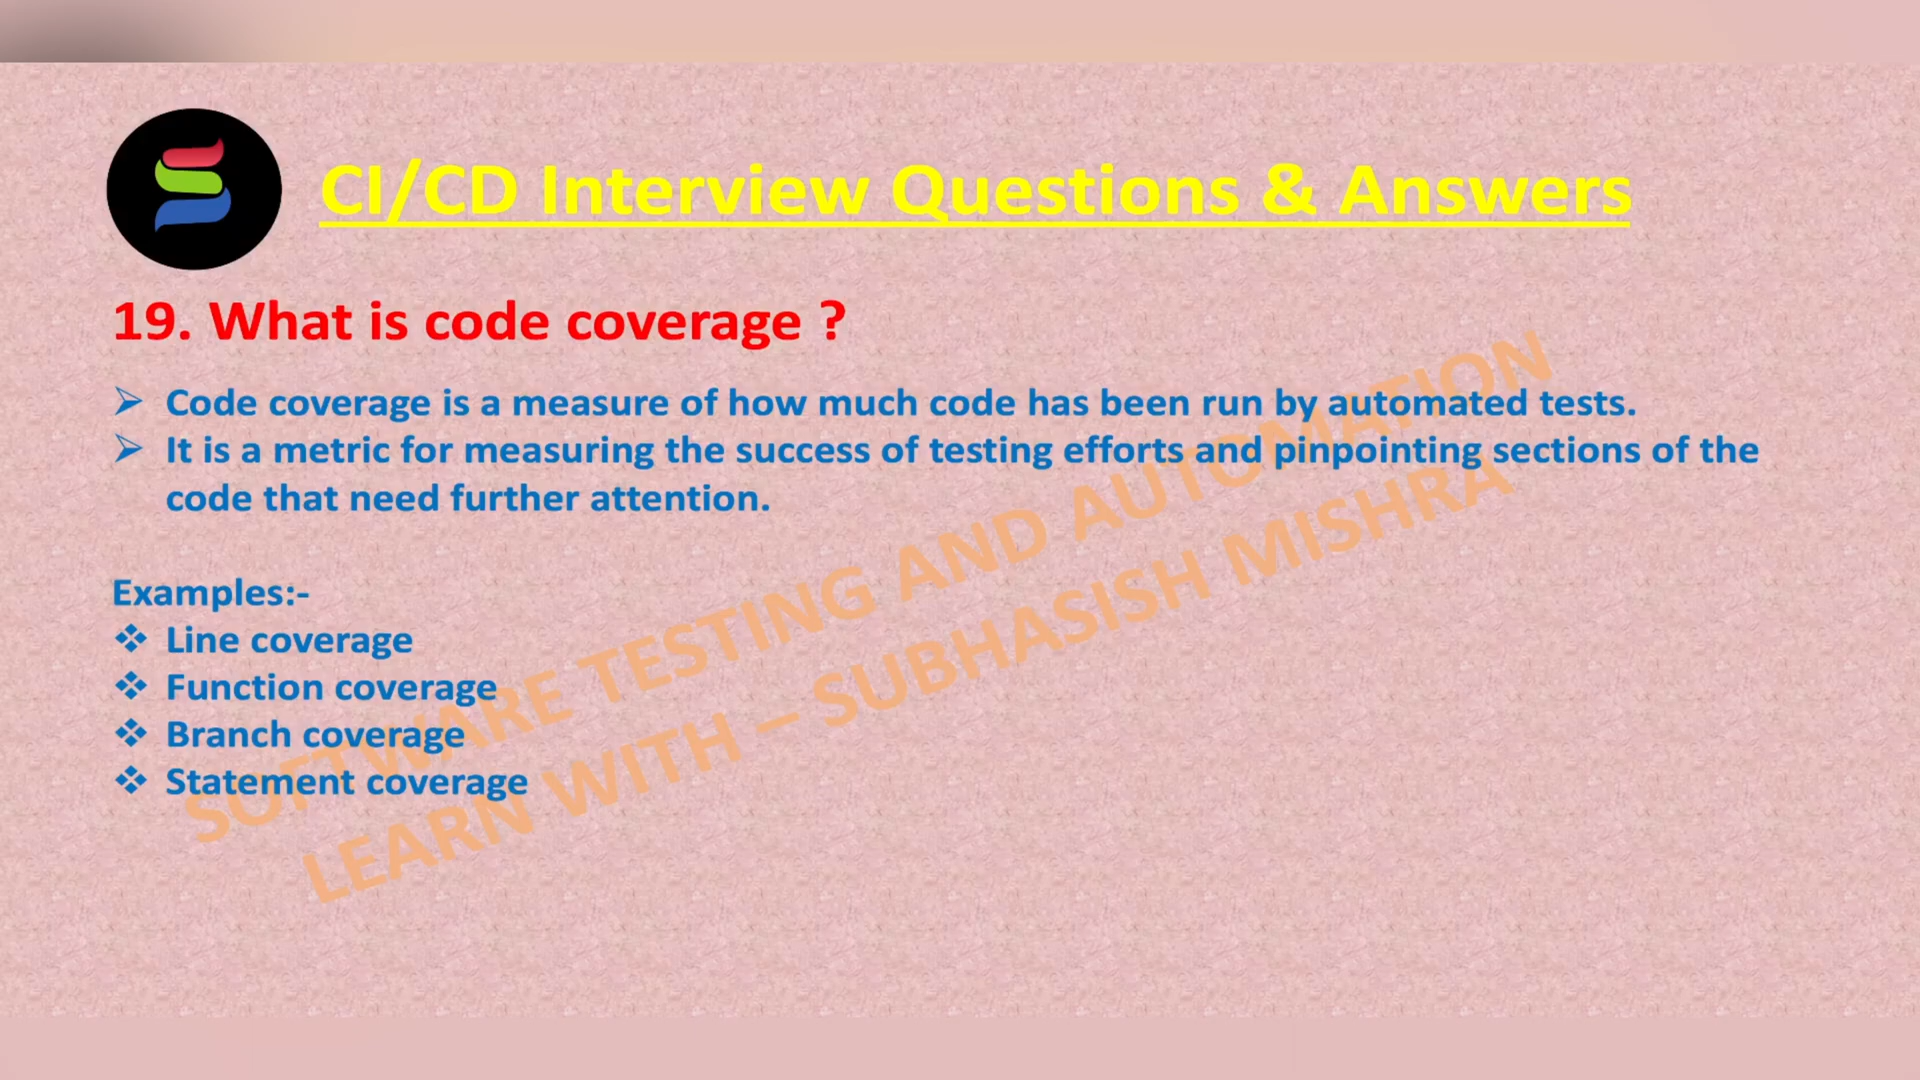 CI/CD Interview Questions & Answers
19. What is code coverage ?
Code coverage is a measure of how much code has been run by automated tests.
It is a metric for measuring the success of testing efforts and pinpointing sections of the
code that need further attention.
Examples:-
Line coverage
Function coverage
Branch coverage
Statement coverage
SOFTWARE TESTING AND AUTOMATION
LEARN WITH – SUBHASISH MISHRA